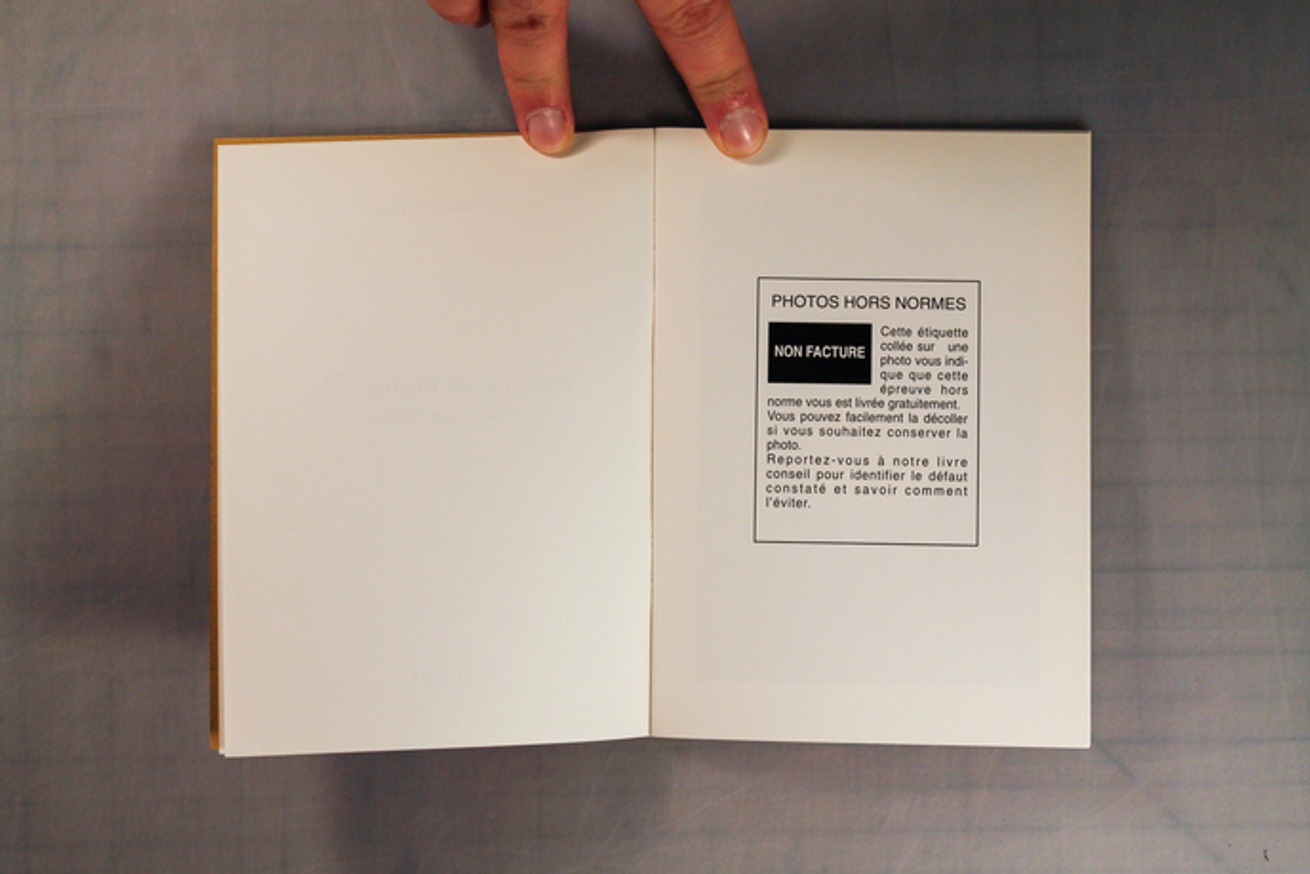 PHOTOS HORS NORMES
NON FACTURE
Cette étiquette
collée sur une
photo vous indi-
que que cette
épreuve hors
norme vous est livrée gratuitement.
Vous pouvez facilement la décoller
si vous souhaitez conserver la
photo.
Reportez-vous à notre livre
conseil pour identifier le défaut
constaté et savoir comment
l'éviter.